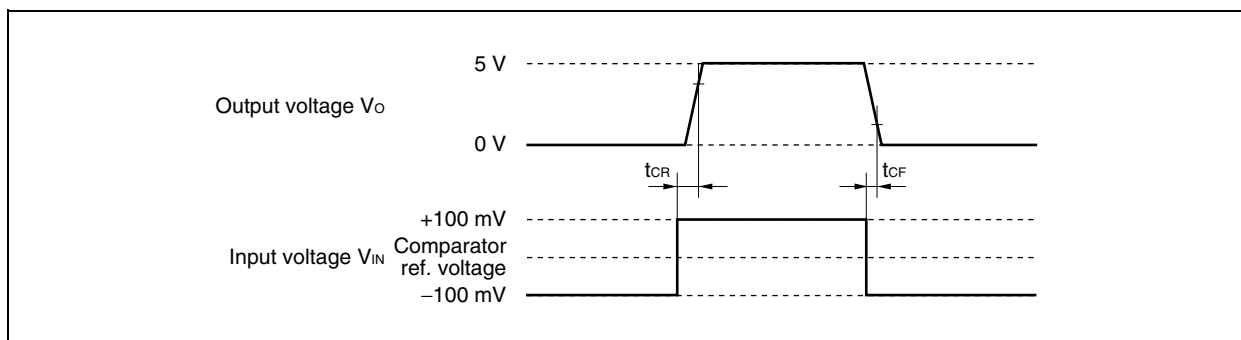 5 V
Output voltage VO
0 V
tCR
tCF
+100 mV
Input voltage VIN
Comparator
ref. voltage
−100 mV